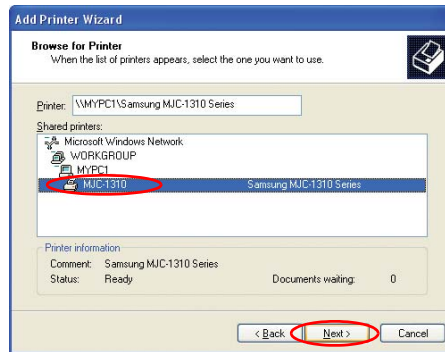 Add Printer Wizard
Browse for Printer
When the list of printers appears, select the one you want to use.
Printer: \\MYPC1\Samsung MJC-1310 Series
Shared printers:
Microsoft Windows Network
WORKGROUP
MYPC1
MJC-1310 Samsung MJC-1310 Series
Printer information
Comment: Samsung MJC-1310 Series
Status: Ready Documents waiting: 0
< Back Next > Cancel